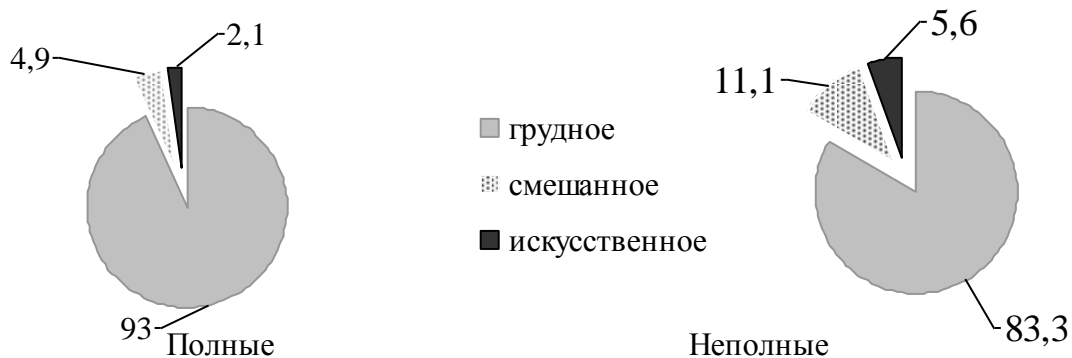 4,9
2,1
93
Полные
грудное
смешанное
искусственное
11,1
5,6
83,3
Неполные